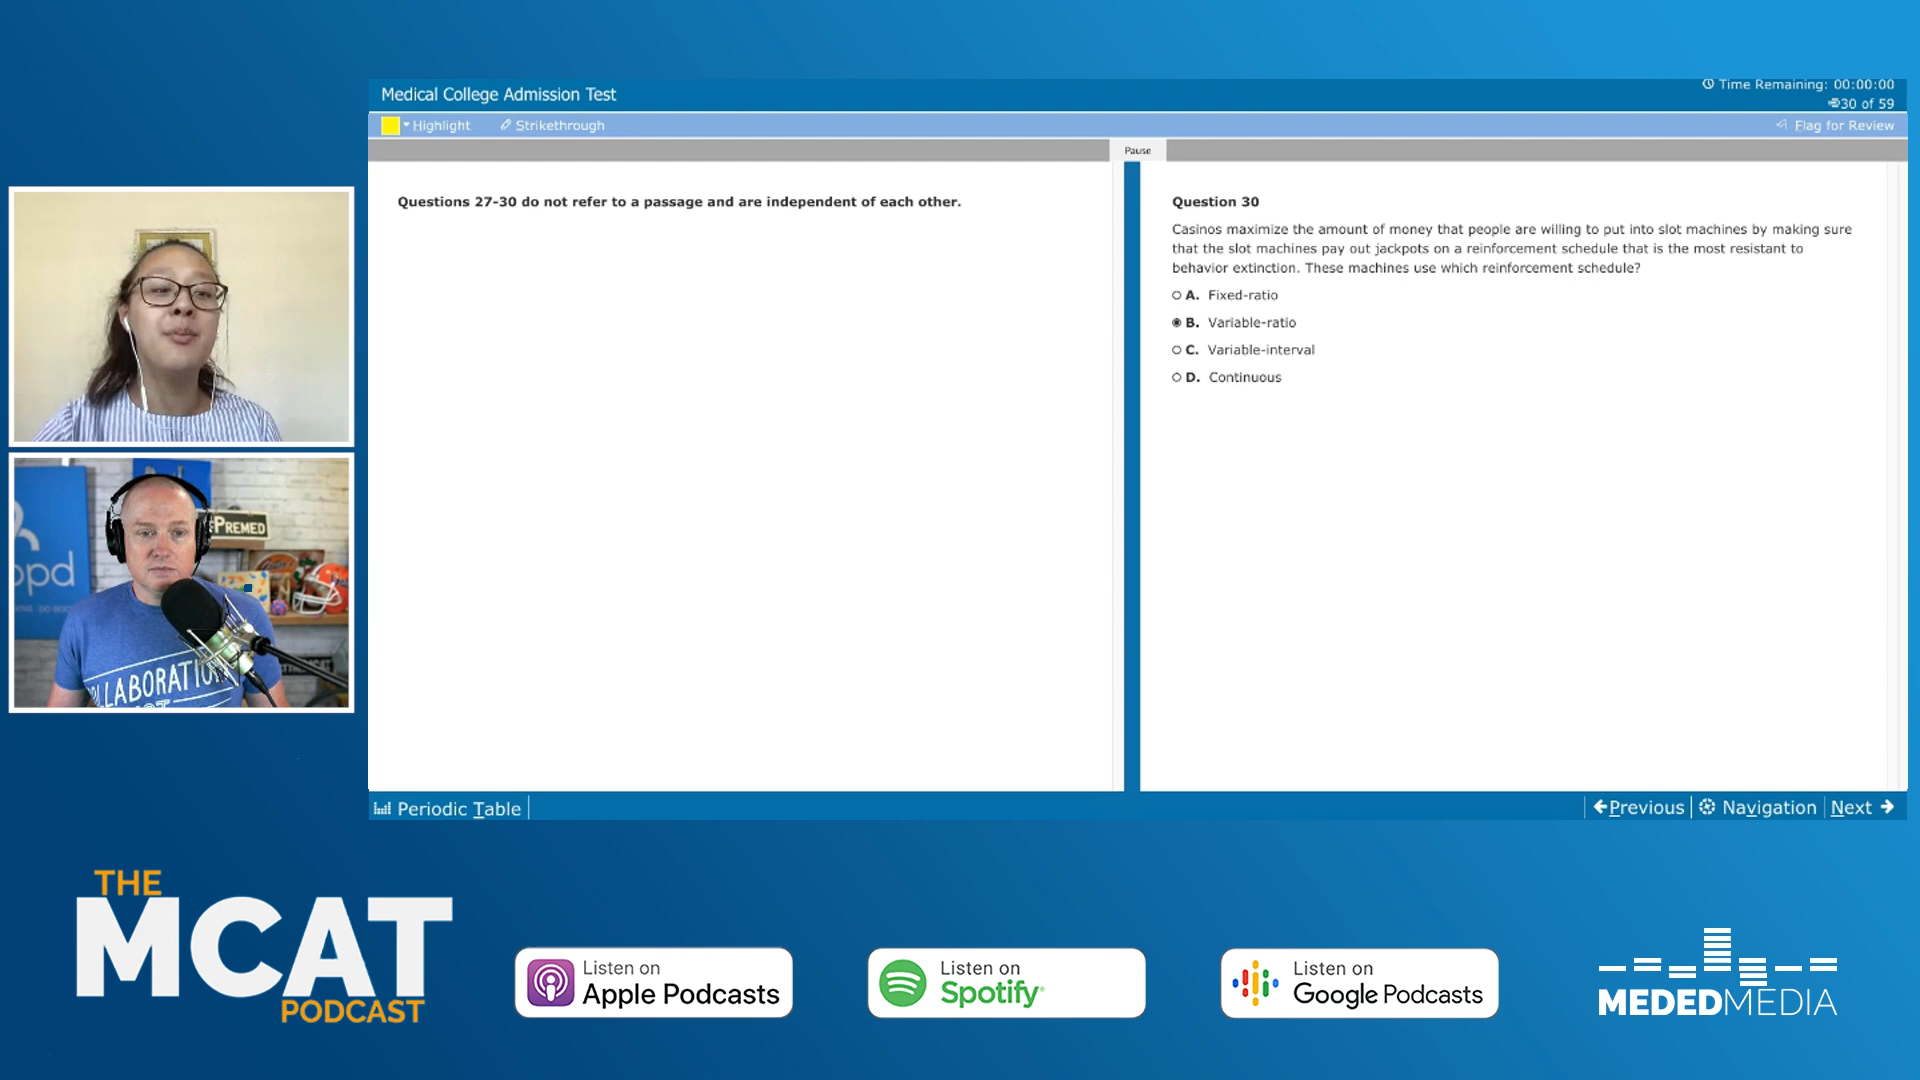 Medical College Admission Test
Time Remaining: 00:00:00
30 of 59
Highlight
Strikethrough
Flag for Review
Pause
Questions 27-30 do not refer to a passage and are independent of each other.
Question 30
Casinos maximize the amount of money that people are willing to put into slot machines by making sure
that the slot machines pay out jackpots on a reinforcement schedule that is the most resistant to
behavior extinction. These machines use which reinforcement schedule?
A. Fixed-ratio
B. Variable-ratio
C. Variable-interval
D. Continuous
PREMED
ppd
Periodic Table
Previous
Navigation
Next
THE
MCAT
PODCAST
Listen on
Apple Podcasts
Listen on
Spotify
Listen on
Google Podcasts
MEDEDMEDIA